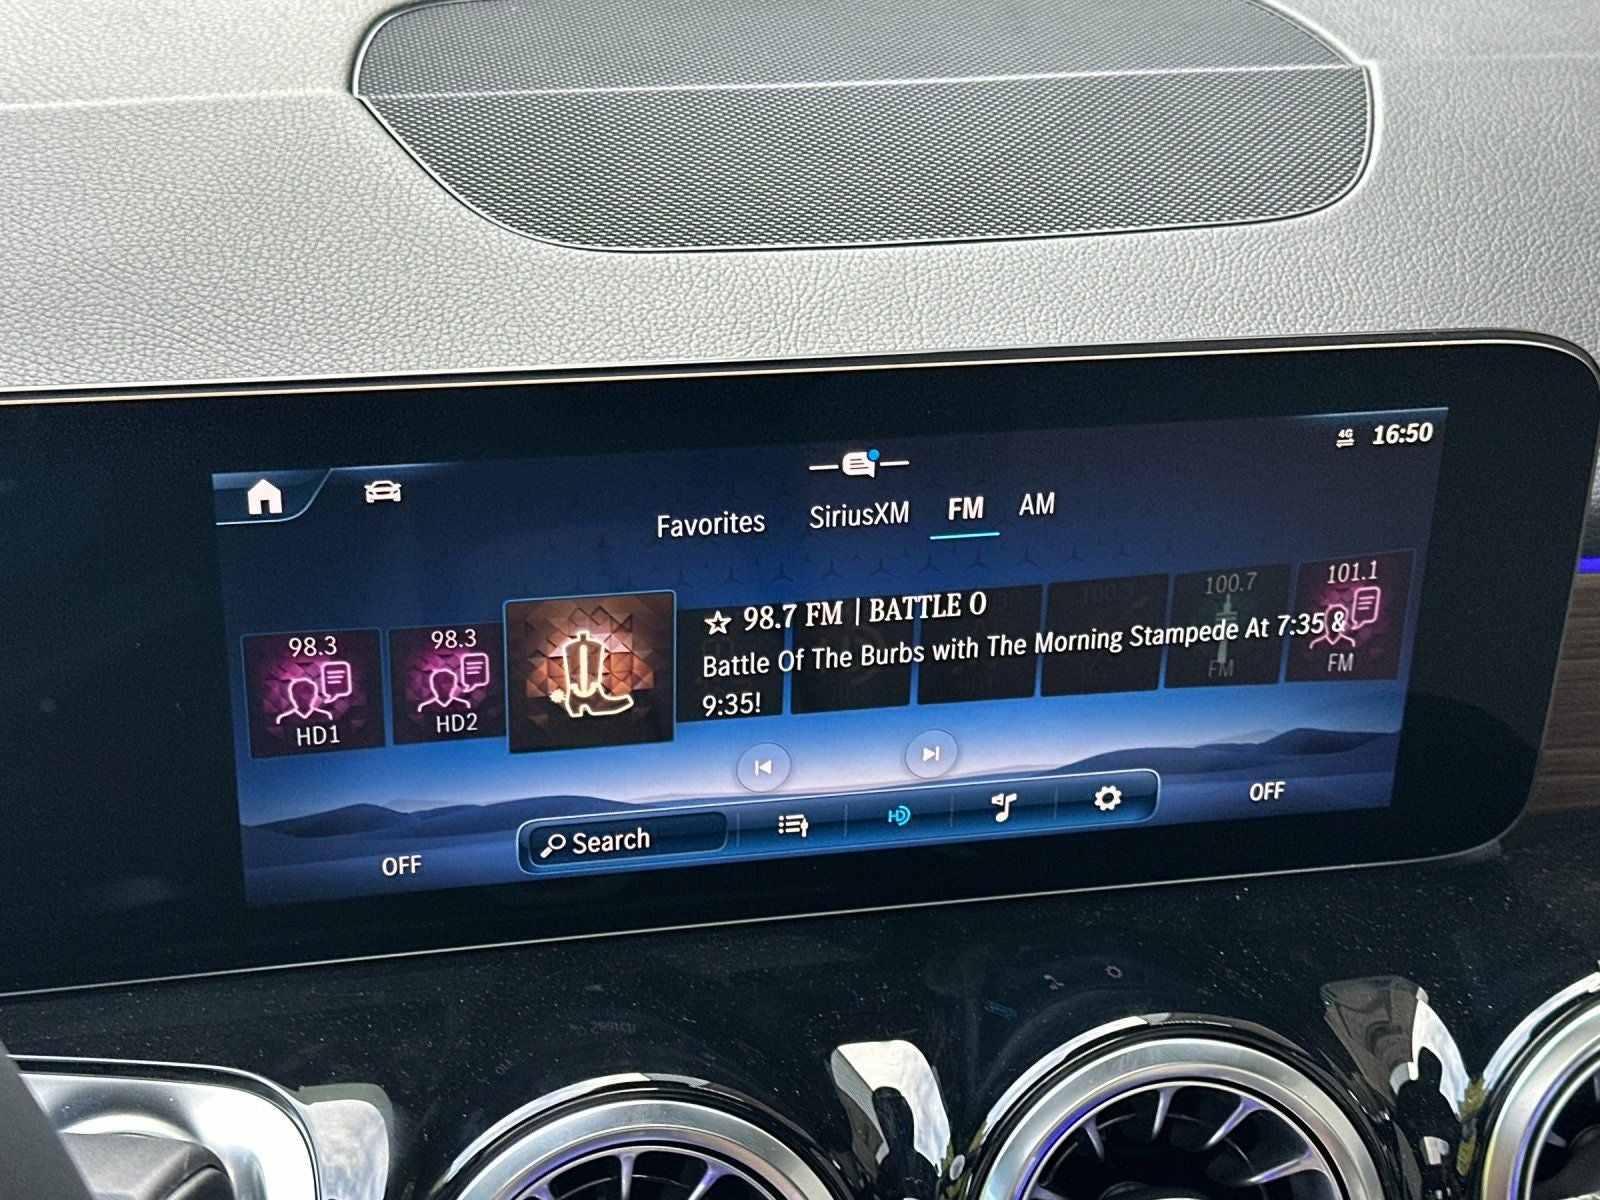 4G 16:50
Favorites SiriusXM FM AM
98.3
HD1
98.3
HD2
98.7 FM | BATTLE O
Battle Of The Burbs with The Morning Stampede At 7:35 &
9:35!
100.7
FM
101.1
FM
OFF
Search
HD
OFF